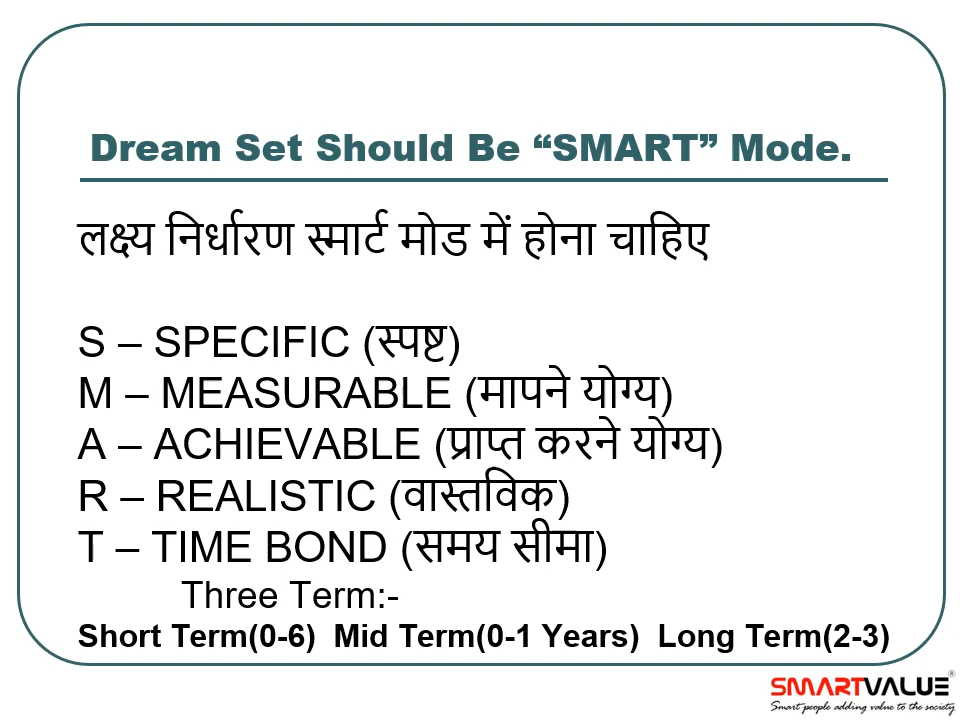 Dream Set Should Be “SMART” Mode.
लक्ष्य निर्धारण स्मार्ट मोड में होना चाहिए
S – SPECIFIC (स्पष्ट)
M – MEASURABLE (मापने योग्य)
A – ACHIEVABLE (प्राप्त करने योग्य)
R – REALISTIC (वास्तविक)
T – TIME BOND (समय सीमा)
Three Term:-
Short Term(0-6)  Mid Term(0-1 Years)  Long Term(2-3)
SMARTVALUE®
Smart people adding value to the society